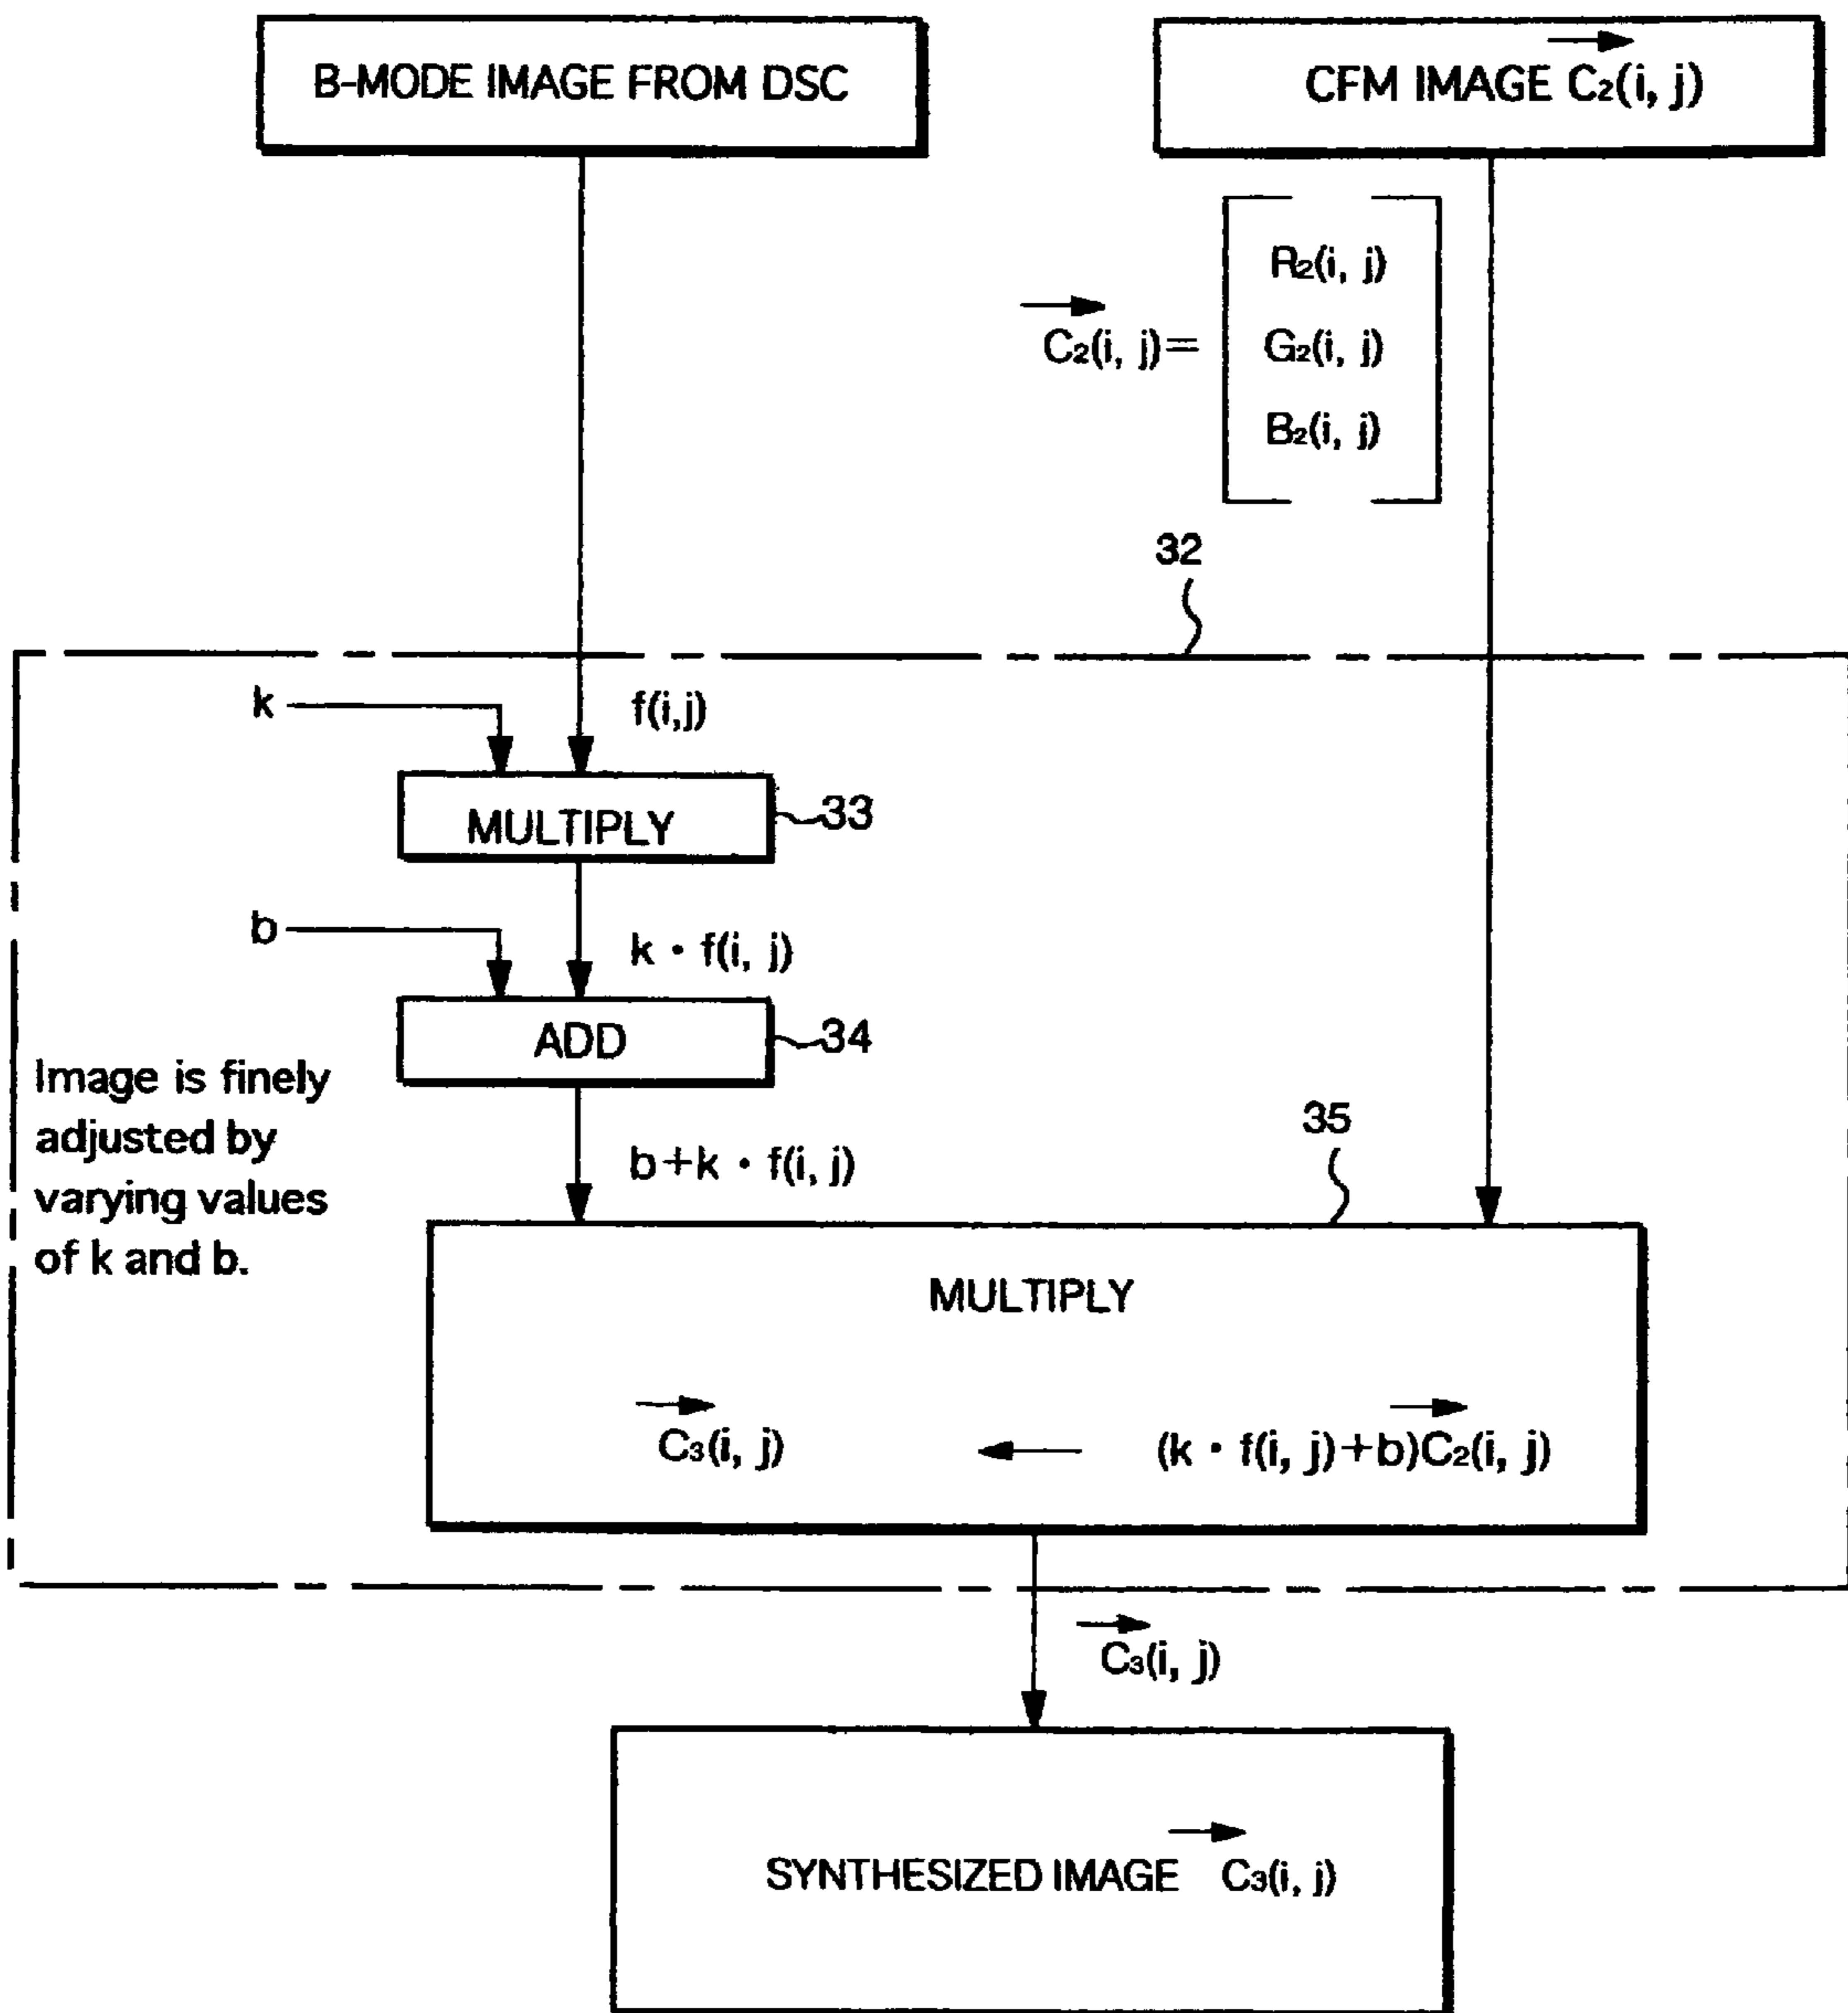 B-MODE IMAGE FROM DSC
CFM IMAGE C₂(i, j)
C₂(i, j)=
R₂(i, j)
G₂(i, j)
B₂(i, j)
32
k
f(i,j)
MULTIPLY
33
b
k · f(i, j)
ADD
34
Image is finely
adjusted by
varying values
of k and b.
b+k · f(i, j)
35
MULTIPLY
C₃(i, j) ← (k · f(i, j)+b)C₂(i, j)
C₃(i, j)
SYNTHESIZED IMAGE C₃(i, j)